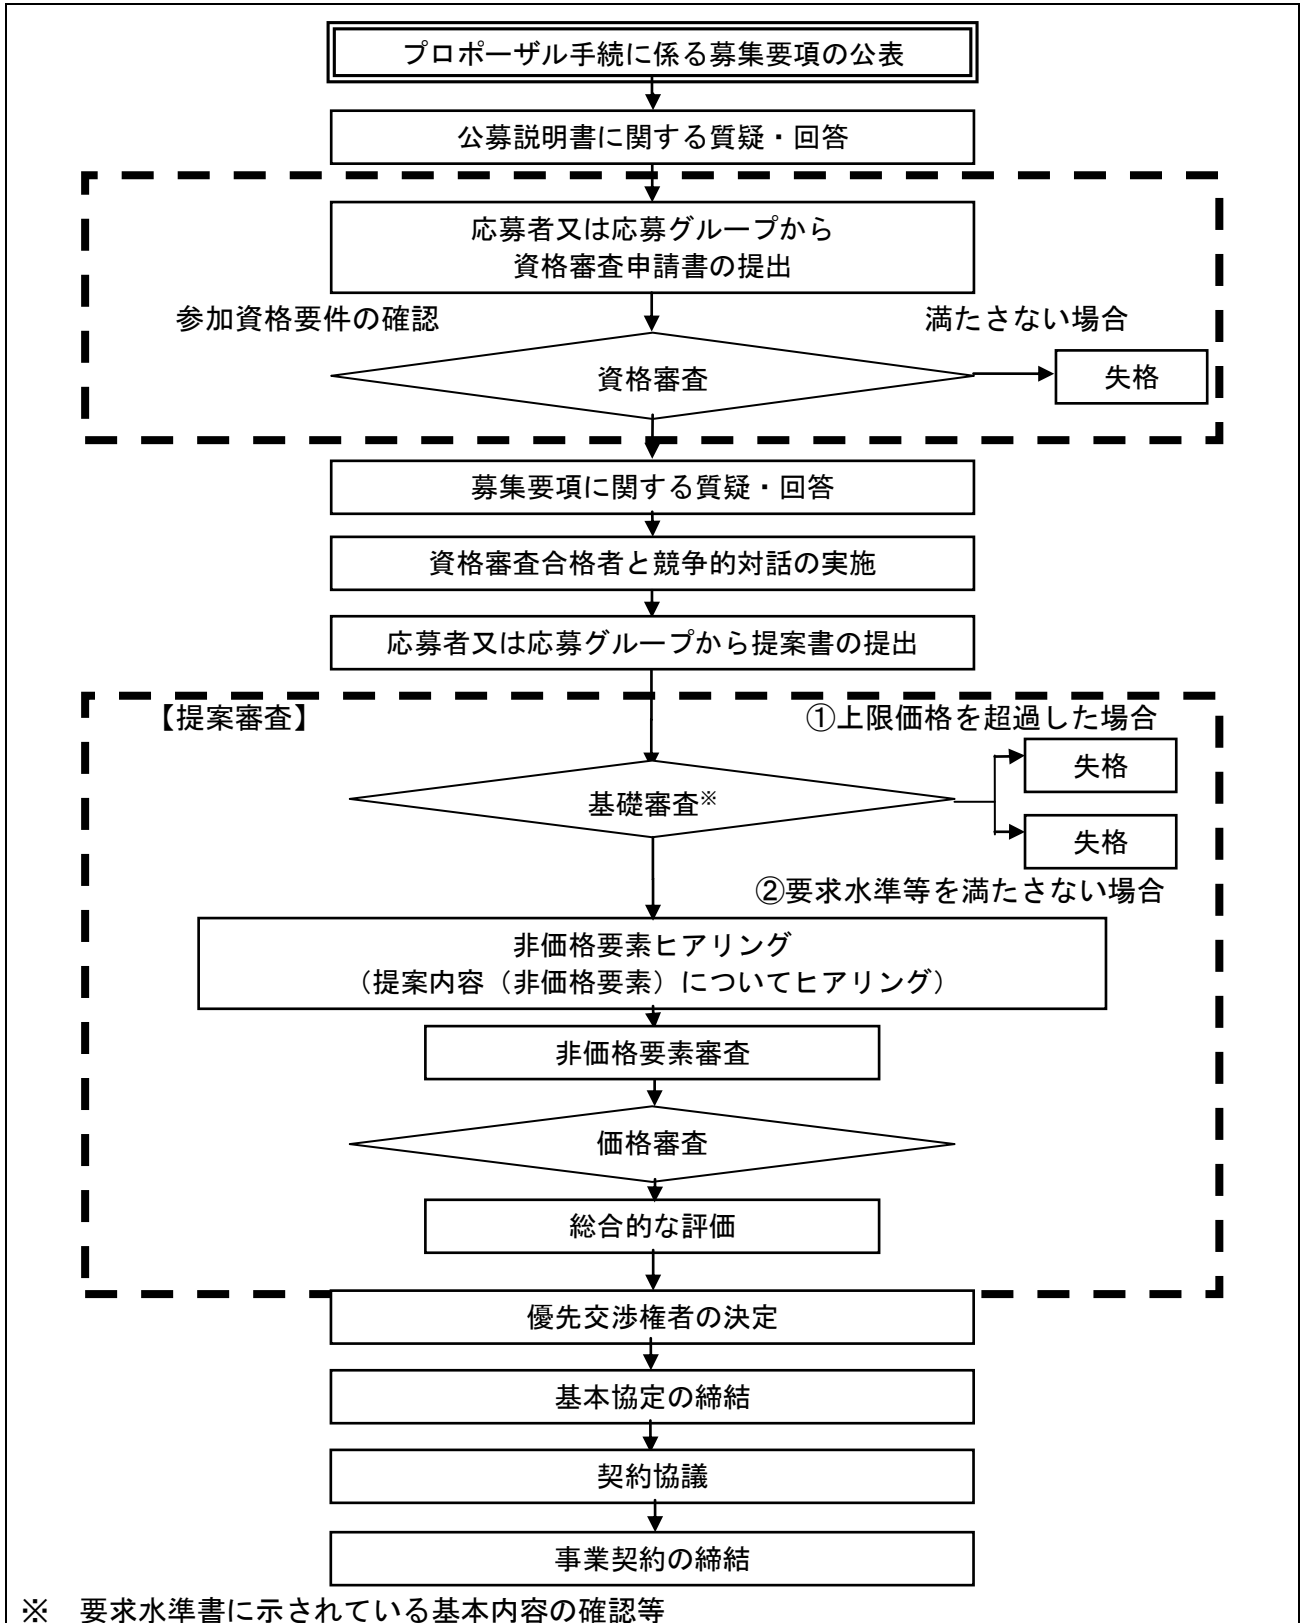 プロポーザル手続に係る募集要項の公表
公募説明書に関する質疑・回答
応募者又は応募グループから
資格審査申請書の提出
参加資格要件の確認
満たさない場合
資格審査
失格
募集要項に関する質疑・回答
資格審査合格者と競争的対話の実施
応募者又は応募グループから提案書の提出
【提案審査】
①上限価格を超過した場合
失格
基礎審査※
失格
②要求水準等を満たさない場合
非価格要素ヒアリング
（提案内容（非価格要素）についてヒアリング）
非価格要素審査
価格審査
総合的な評価
優先交渉権者の決定
基本協定の締結
契約協議
事業契約の締結
※　要求水準書に示されている基本内容の確認等